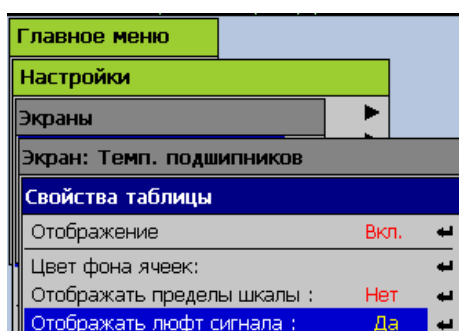 Главное меню
Настройки
Экраны
Экран: Темп. подшипников
Свойства таблицы
Отображение Вкл.
Цвет фона ячеек:
Отображать пределы шкалы : Нет
Отображать люфт сигнала : Да